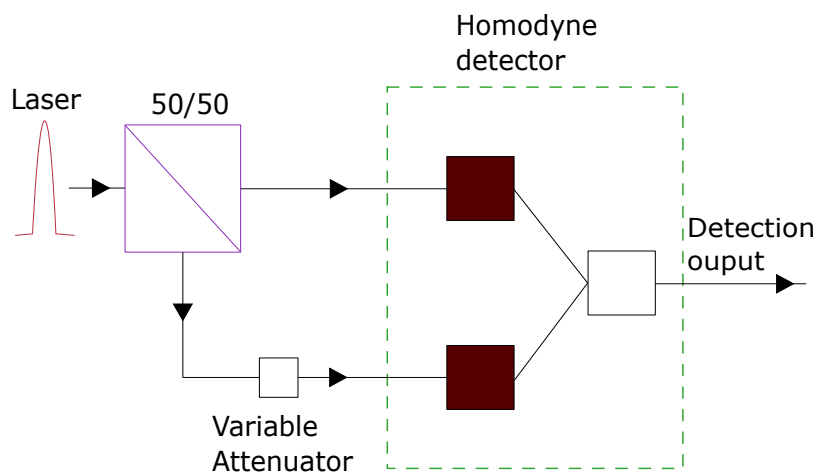 Homodyne
detector
Laser
50/50
Detection
ouput
Variable
Attenuator